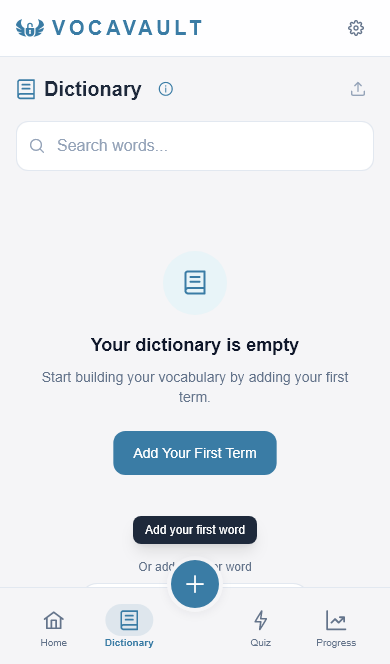 VOCAVAULT
Dictionary
Search words...
Your dictionary is empty
Start building your vocabulary by adding your first
term.
Add Your First Term
Add your first word
Or add word
Home
Dictionary
Quiz
Progress